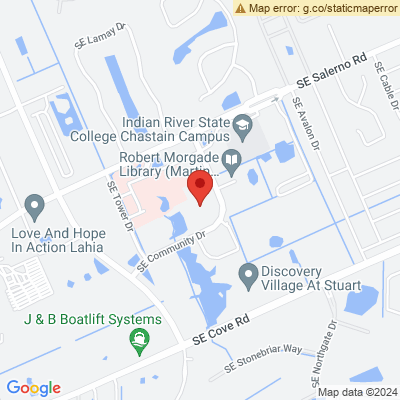 Map error: g.co/staticmaperror
SE Lamay Dr
SE Salerno Rd
SE Cable Dr
SE Avalon Dr
Indian River State
College Chastain Campus
Robert Morgade
Library (Martin...
SE Tower Dr
Love And Hope
In Action Lahia
SE Community Dr
Discovery
Village At Stuart
J & B Boatlift Systems
SE Cove Rd
SE Stonebriar Way
SE Northgate Dr
Google
Map data ©2024